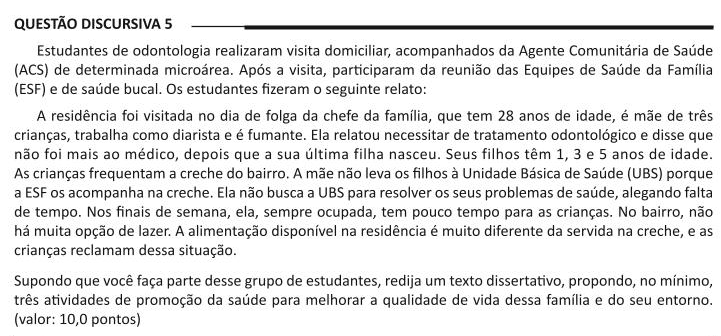 QUESTÃO DISCURSIVA 5
Estudantes de odontologia realizaram visita domiciliar, acompanhados da Agente Comunitária de Saúde
(ACS) de determinada microárea. Após a visita, participaram da reunião das Equipes de Saúde da Família
(ESF) e de saúde bucal. Os estudantes fizeram o seguinte relato:
A residência foi visitada no dia de folga da chefe da família, que tem 28 anos de idade, é mãe de três
crianças, trabalha como diarista e é fumante. Ela relatou necessitar de tratamento odontológico e disse que
não foi mais ao médico, depois que a sua última filha nasceu. Seus filhos têm 1, 3 e 5 anos de idade.
As crianças frequentam a creche do bairro. A mãe não leva os filhos à Unidade Básica de Saúde (UBS) porque
a ESF os acompanha na creche. Ela não busca a UBS para resolver os seus problemas de saúde, alegando falta
de tempo. Nos finais de semana, ela, sempre ocupada, tem pouco tempo para as crianças. No bairro, não
há muita opção de lazer. A alimentação disponível na residência é muito diferente da servida na creche, e as
crianças reclamam dessa situação.
Supondo que você faça parte desse grupo de estudantes, redija um texto dissertativo, propondo, no mínimo,
três atividades de promoção da saúde para melhorar a qualidade de vida dessa família e do seu entorno.
(valor: 10,0 pontos)